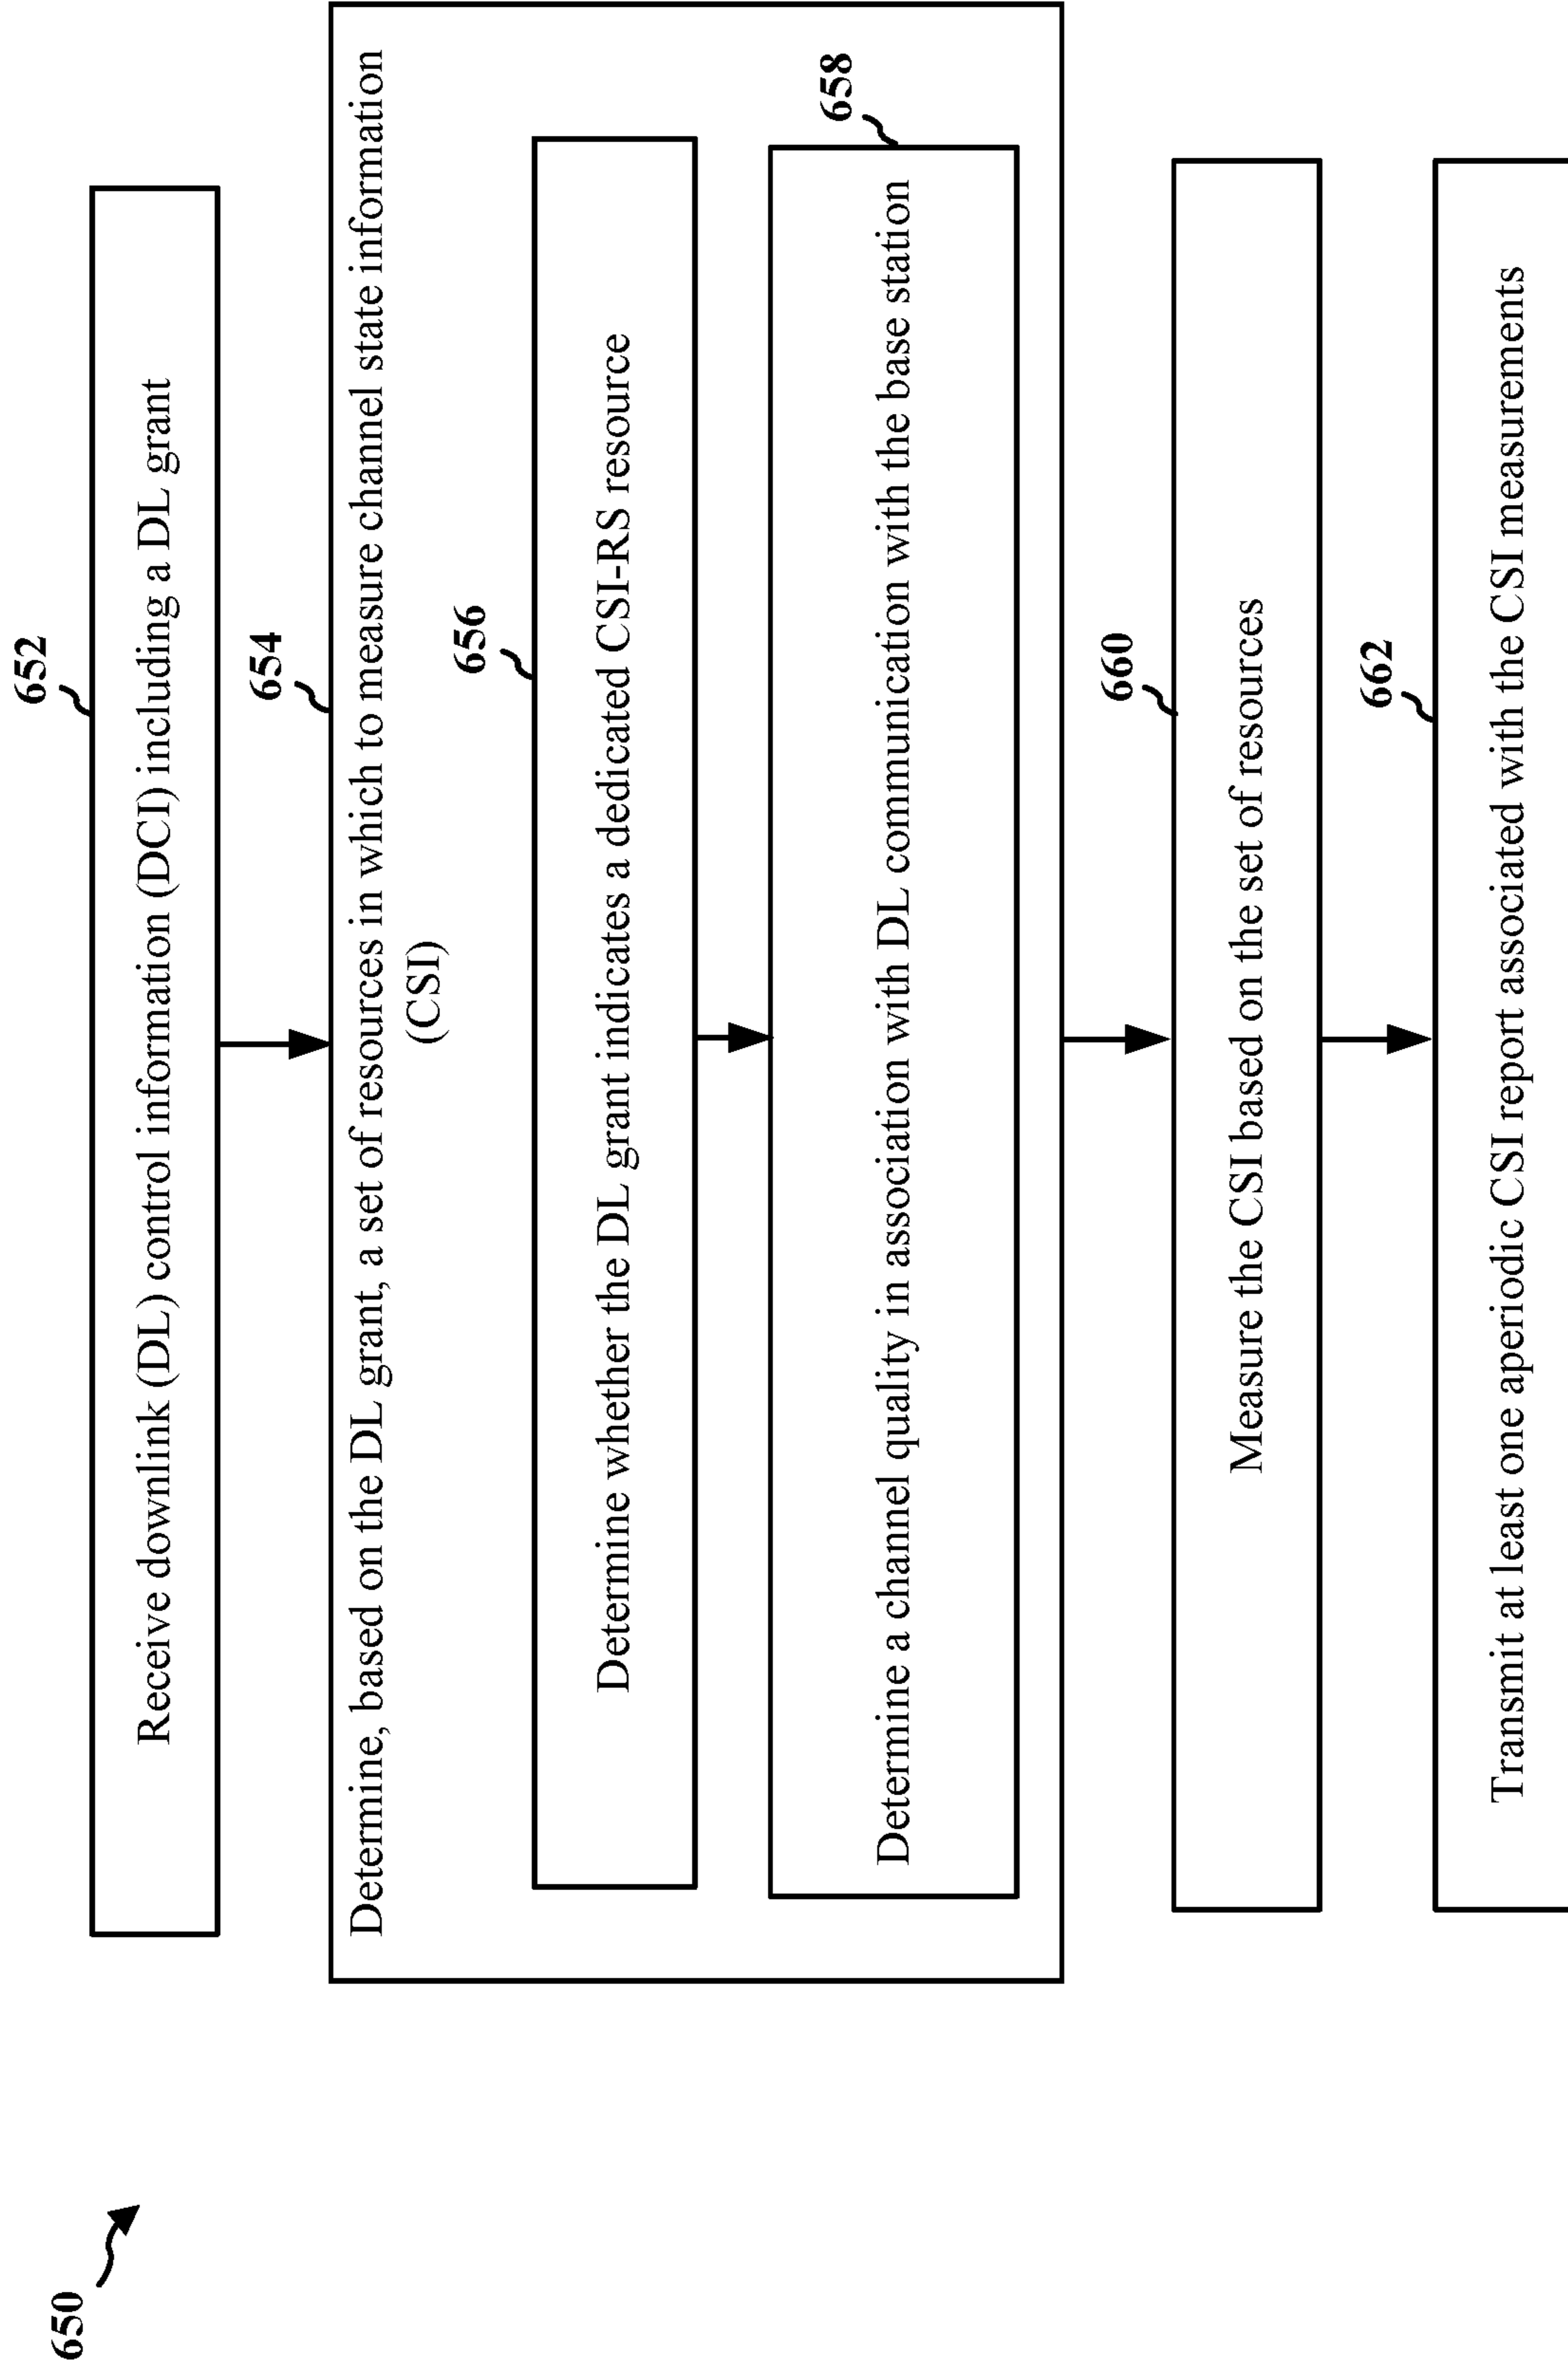 650
652
Receive downlink (DL) control information (DCI) including a DL grant
654
Determine, based on the DL grant, a set of resources in which to measure channel state information
(CSI)
656
Determine whether the DL grant indicates a dedicated CSI-RS resource
658
Determine a channel quality in association with DL communication with the base station
660
Measure the CSI based on the set of resources
662
Transmit at least one aperiodic CSI report associated with the CSI measurements